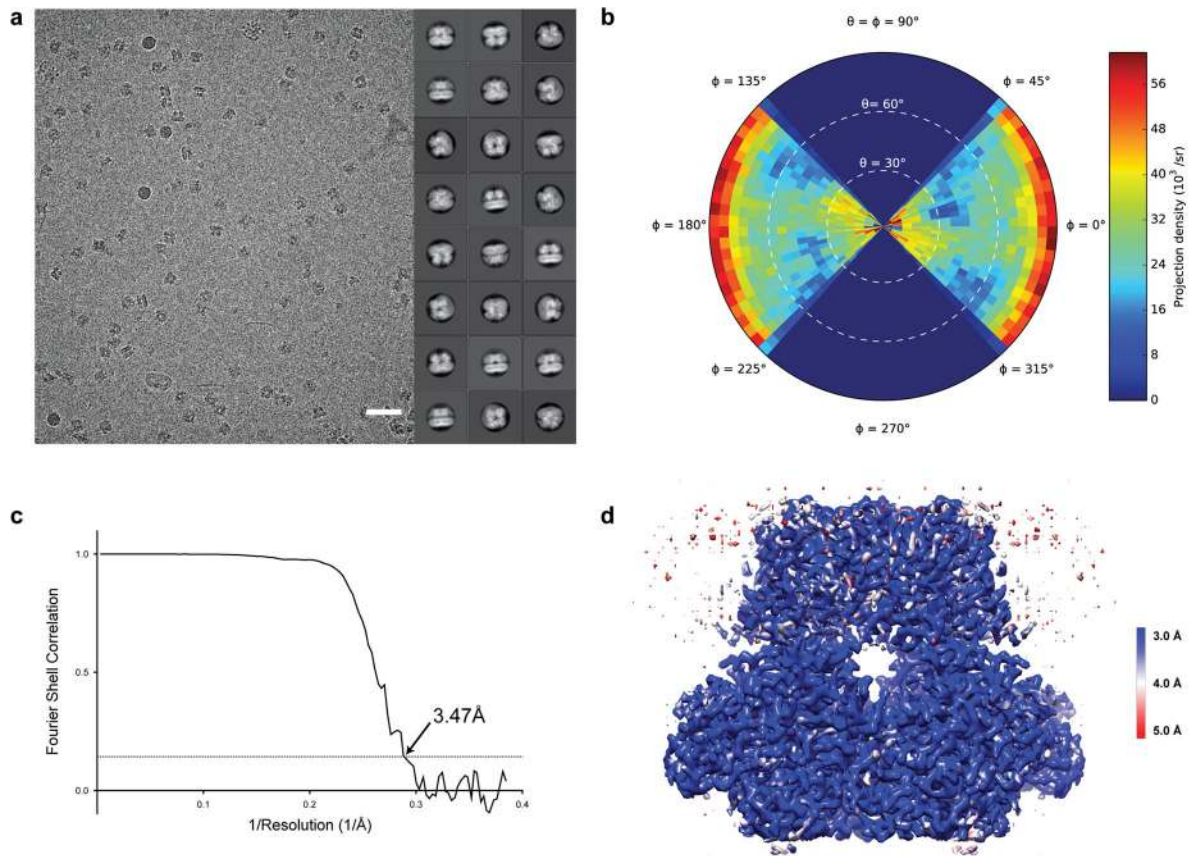 a
b
θ = ϕ = 90°
ϕ = 135°
ϕ = 45°
θ= 60°
θ = 30°
ϕ = 180°
ϕ = 0°
ϕ = 225°
ϕ = 315°
ϕ = 270°
56
48
40
32
24
16
8
0
Projection density (10³/sr)
c
1.0
0.5
0.0
Fourier Shell Correlation
3.47Å
0.1
0.2
0.3
0.4
1/Resolution (1/Å)
d
3.0 Å
4.0 Å
5.0 Å